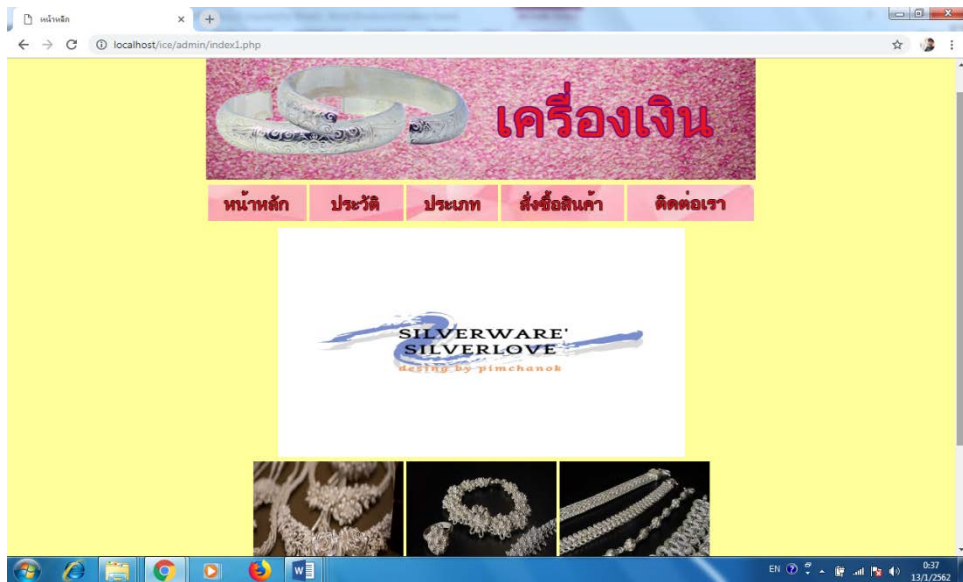 หน้าหลัก
localhost/ice/admin/index1.php
เครื่องเงิน
หน้าหลัก ประวัติ ประเภท สั่งซื้อสินค้า ติดต่อเรา
SILVERWARE'
SILVERLOVE
desing by pimchanok
EN 0:37
13/1/2562